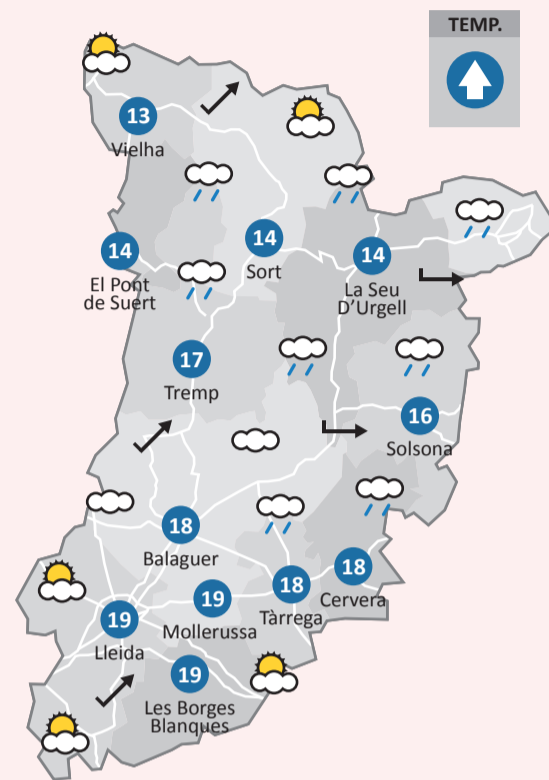 TEMP.
13
Vielha
14
El Pont
de Suert
14
Sort
14
La Seu
D'Urgell
17
Tremp
16
Solsona
18
Balaguer
18
Cervera
18
Tàrrega
19
Mollerussa
19
Lleida
19
Les Borges
Blanques